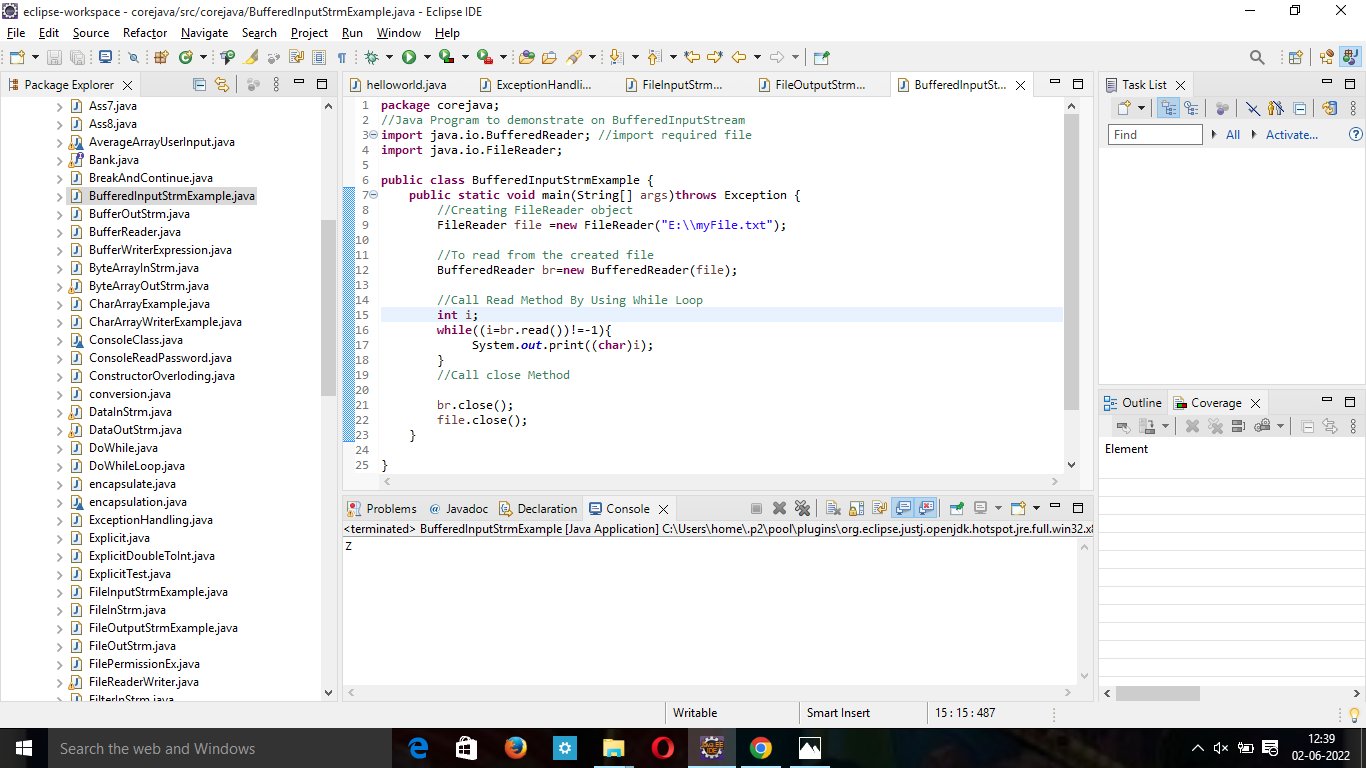 eclipse-workspace - corejava/src/corejava/BufferedInputStrmExample.java - Eclipse IDE
File Edit Source Refactor Navigate Search Project Run Window Help
Package Explorer
Ass7.java
Ass8.java
AverageArrayUserInput.java
Bank.java
BreakAndContinue.java
BufferedInputStrmExample.java
BufferOutStrm.java
BufferReader.java
BufferWriterExpression.java
ByteArrayInStrm.java
ByteArrayOutStrm.java
CharArrayExample.java
CharArrayWriterExample.java
ConsoleClass.java
ConsoleReadPassword.java
ConstructorOverloding.java
conversion.java
DataInStrm.java
DataOutStrm.java
DoWhile.java
DoWhileLoop.java
encapsulate.java
encapsulation.java
ExceptionHandling.java
Explicit.java
ExplicitDoubleToInt.java
ExplicitTest.java
FileInputStrmExample.java
FileInStrm.java
FileOutputStrmExample.java
FileOutStrm.java
FilePermissionEx.java
FileReaderWriter.java
FilterInStrm.java
helloworld.java ExceptionHandli... FileInputStrm... FileOutputStrm... BufferedInputSt...
1 package corejava;
2 //Java Program to demonstrate on BufferedInputStream
3 import java.io.BufferedReader; //import required file
4 import java.io.FileReader;
5
6 public class BufferedInputStrmExample {
7 public static void main(String[] args)throws Exception {
8 //Creating FileReader object
9 FileReader file =new FileReader("E:\\myFile.txt");
10
11 //To read from the created file
12 BufferedReader br=new BufferedReader(file);
13
14 //Call Read Method By Using While Loop
15 int i;
16 while((i=br.read())!=-1){
17 System.out.print((char)i);
18 }
19 //Call close Method
20
21 br.close();
22 file.close();
23 }
24
25 }
Problems @ Javadoc Declaration Console
<terminated> BufferedInputStrmExample [Java Application] C:\Users\home\.p2\pool\plugins\org.eclipse.justj.openjdk.hotspot.jre.full.win32.x8
Z
Task List
Find All Activate...
Outline Coverage
Element
Writable Smart Insert 15 : 15 : 487
Search the web and Windows
12:39
02-06-2022